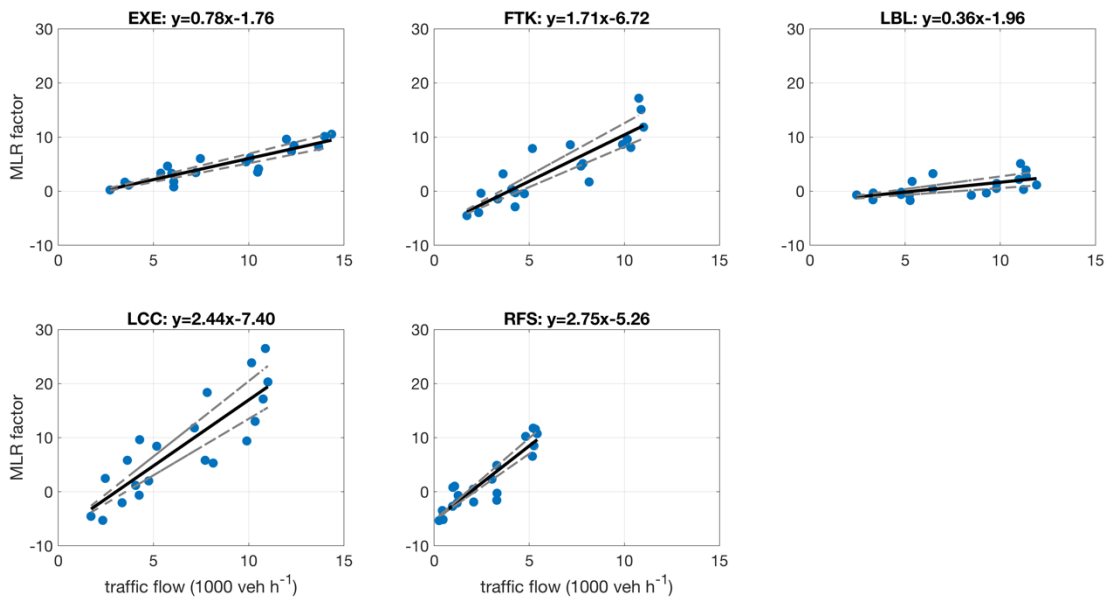 EXE: y=0.78x-1.76
FTK: y=1.71x-6.72
LBL: y=0.36x-1.96
30
20
10
0
-10
MLR factor
0 5 10 15
30
20
10
0
-10
0 5 10 15
30
20
10
0
-10
0 5 10 15
LCC: y=2.44x-7.40
RFS: y=2.75x-5.26
30
20
10
0
-10
MLR factor
0 5 10 15
traffic flow (1000 veh h⁻¹)
30
20
10
0
-10
0 5 10 15
traffic flow (1000 veh h⁻¹)